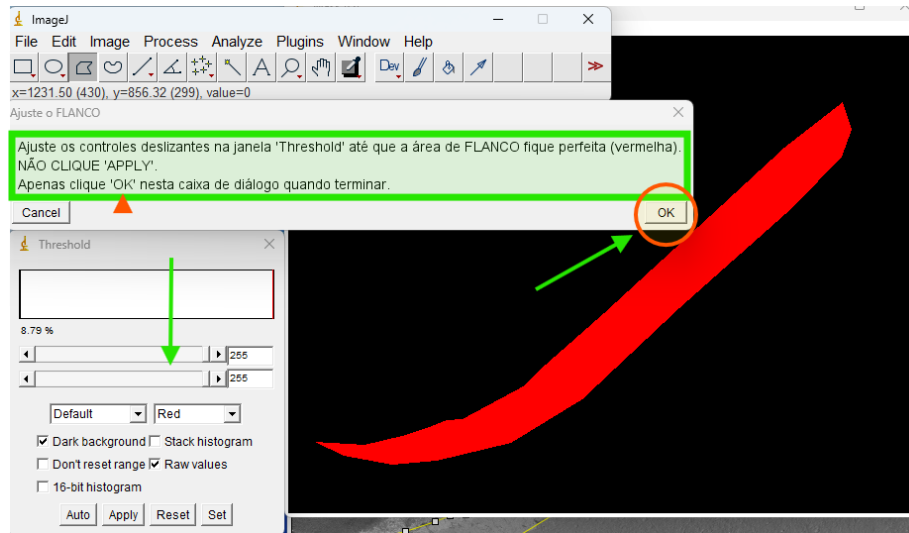 ImageJ
File Edit Image Process Analyze Plugins Window Help
A Dev >>
x=1231.50 (430), y=856.32 (299), value=0
Ajuste o FLANCO
Ajuste os controles deslizantes na janela 'Threshold' até que a área de FLANCO fique perfeita (vermelha).
NÃO CLIQUE 'APPLY'.
Apenas clique 'OK' nesta caixa de diálogo quando terminar.
Cancel OK
Threshold
8.79 %
255
255
Default Red
Dark background Stack histogram
Don't reset range Raw values
16-bit histogram
Auto Apply Reset Set